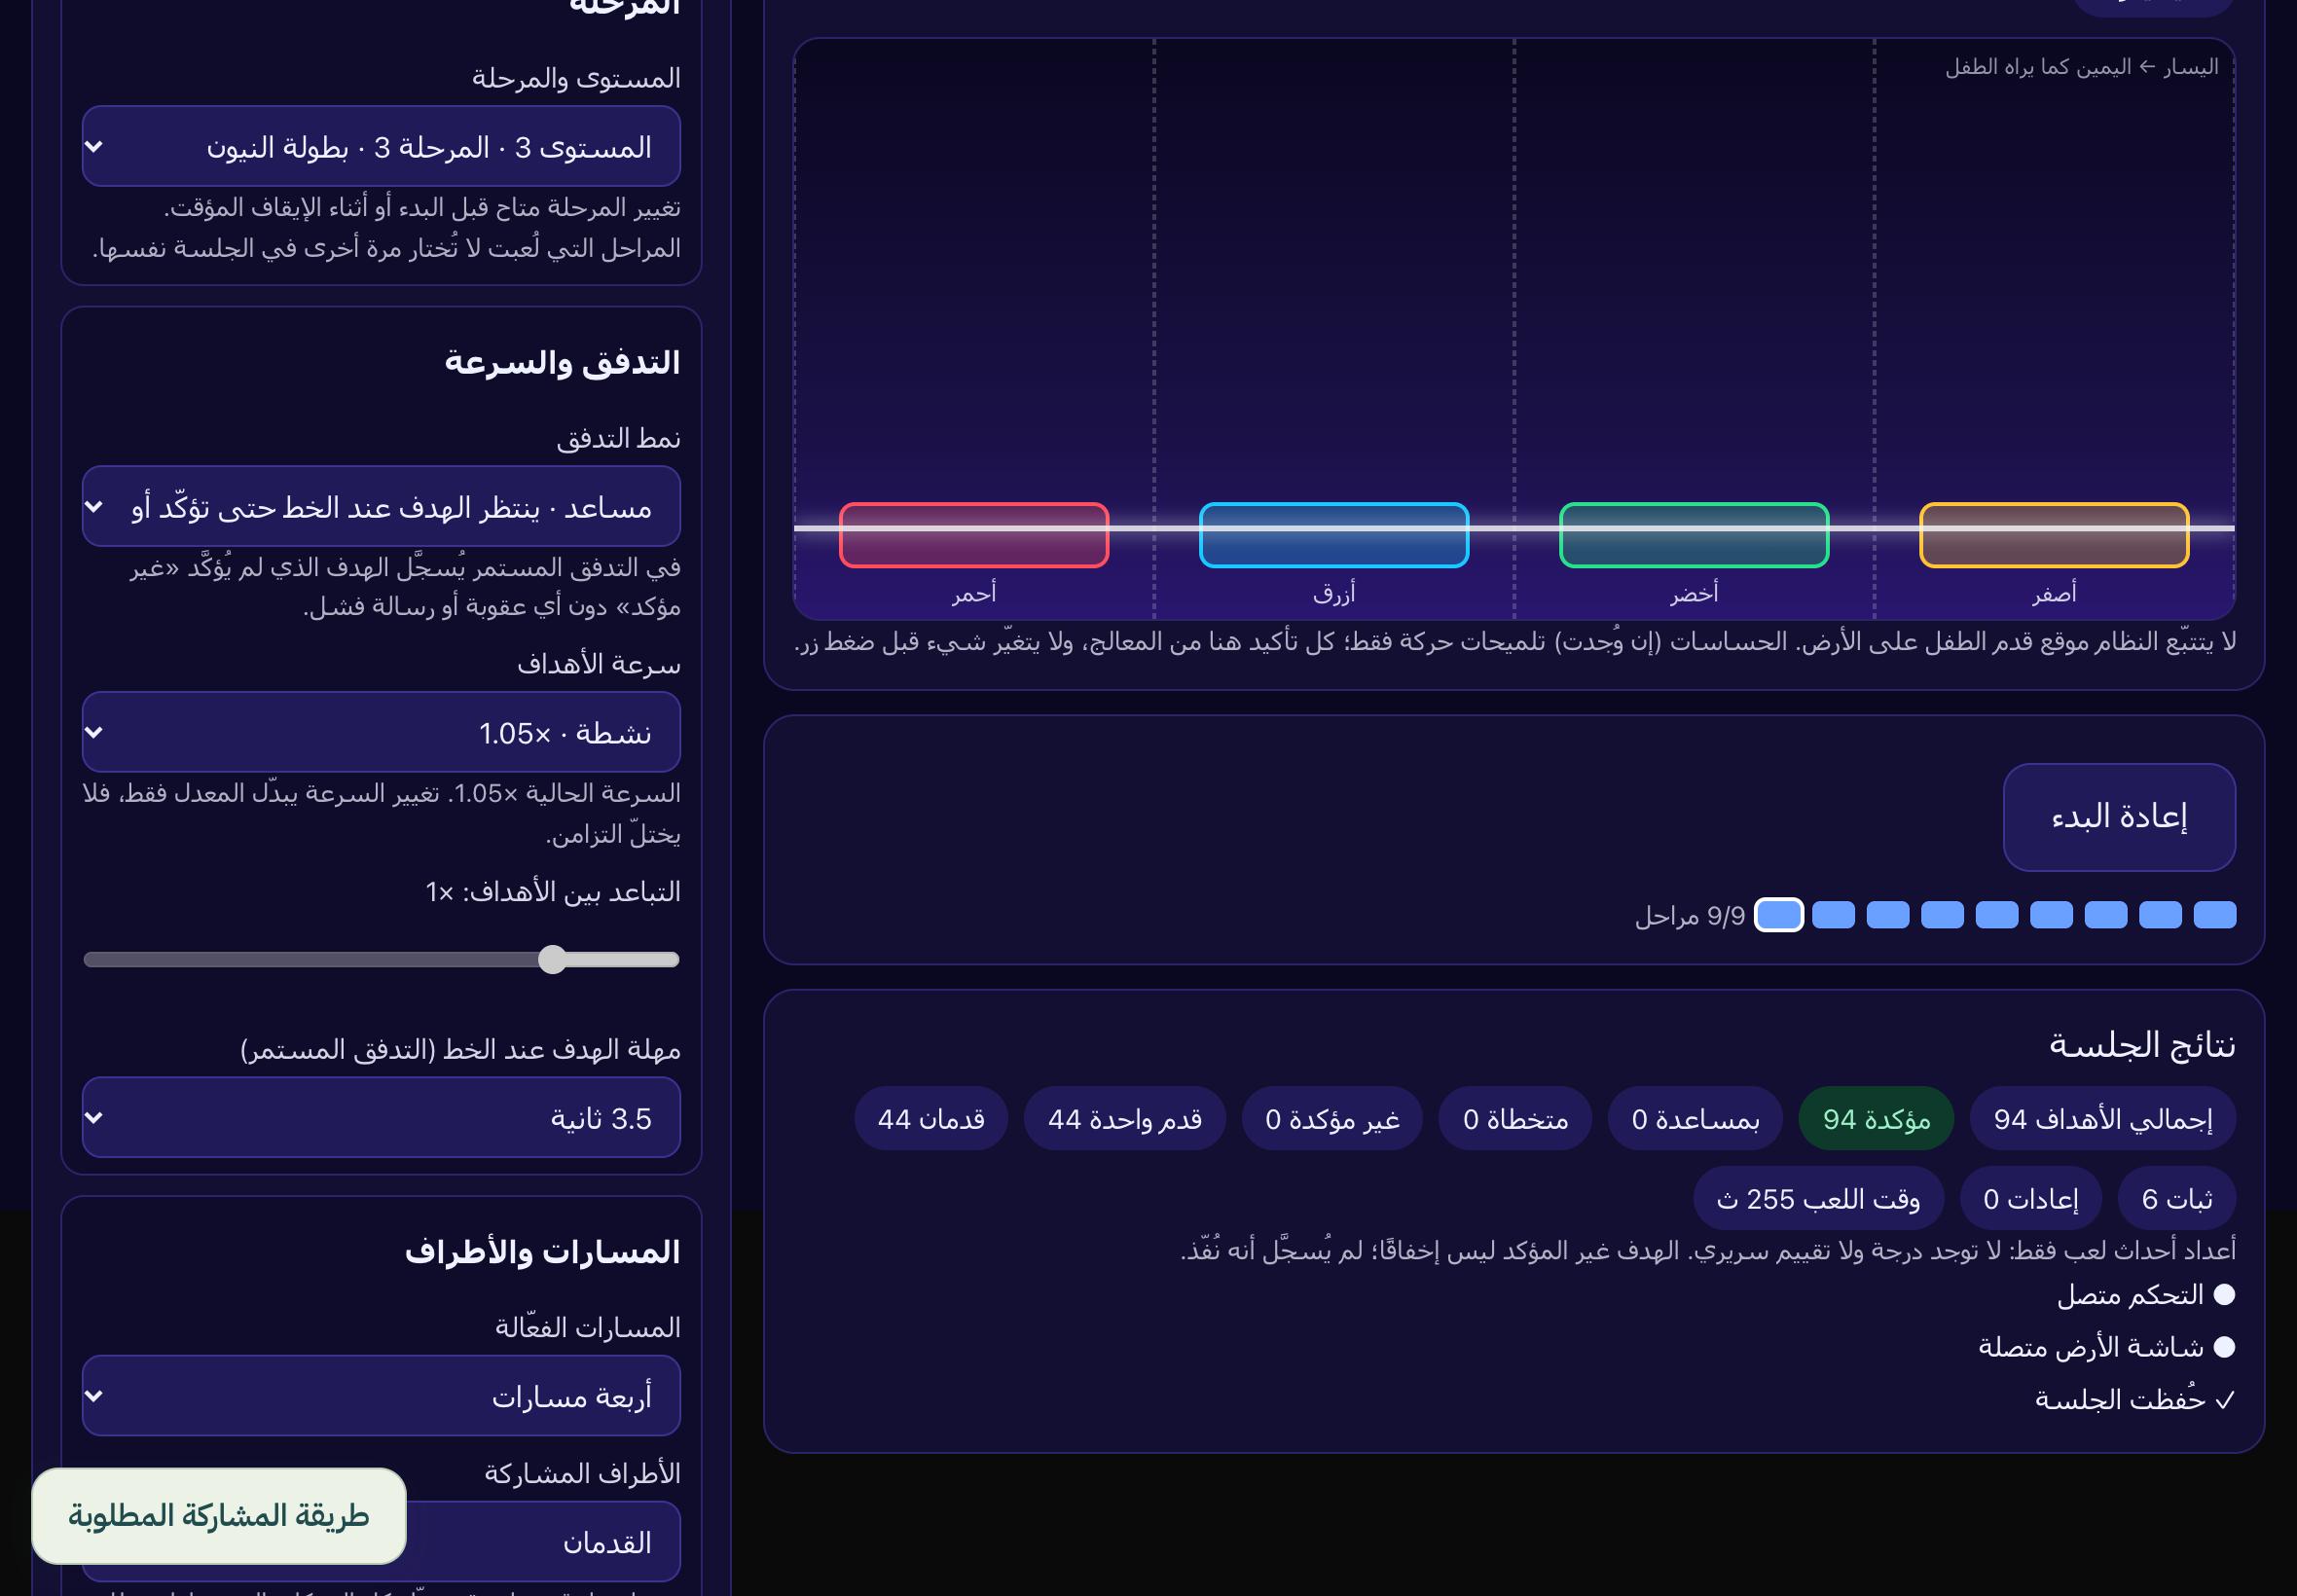 اليسار ← اليمين كما يراه الطفل
أصفر
أخضر
أزرق
أحمر
لا يتتبّع النظام موقع قدم الطفل على الأرض. الحساسات (إن وُجدت) تلميحات حركة فقط؛ كل تأكيد هنا من المعالج، ولا يتغيّر شيء قبل ضغط زر.
إعادة البدء
9/9 مراحل
نتائج الجلسة
إجمالي الأهداف 94
مؤكدة 94
بمساعدة 0
متخطاة 0
غير مؤكدة 0
قدم واحدة 44
قدمان 44
ثبات 6
إعادات 0
وقت اللعب 255 ث
أعداد أحداث لعب فقط: لا توجد درجة ولا تقييم سريري. الهدف غير المؤكد ليس إخفاقًا؛ لم يُسجَّل أنه نُفّذ.
التحكم متصل
شاشة الأرض متصلة
✓ حُفظت الجلسة
المرحلة
المستوى والمرحلة
المستوى 3 · المرحلة 3 · بطولة النيون
تغيير المرحلة متاح قبل البدء أو أثناء الإيقاف المؤقت.
المراحل التي لُعبت لا تُختار مرة أخرى في الجلسة نفسها.
التدفق والسرعة
نمط التدفق
مساعد · ينتظر الهدف عند الخط حتى تؤكّد أو
في التدفق المستمر يُسجَّل الهدف الذي لم يُؤكَّد «غير
مؤكد» دون أي عقوبة أو رسالة فشل.
سرعة الأهداف
نشطة · ×1.05
السرعة الحالية ×1.05. تغيير السرعة يبدّل المعدل فقط، فلا
يختلّ التزامن.
التباعد بين الأهداف: ×1
مهلة الهدف عند الخط (التدفق المستمر)
3.5 ثانية
المسارات والأطراف
المسارات الفعّالة
أربعة مسارات
الأطراف المشاركة
القدمان
طريقة المشاركة المطلوبة